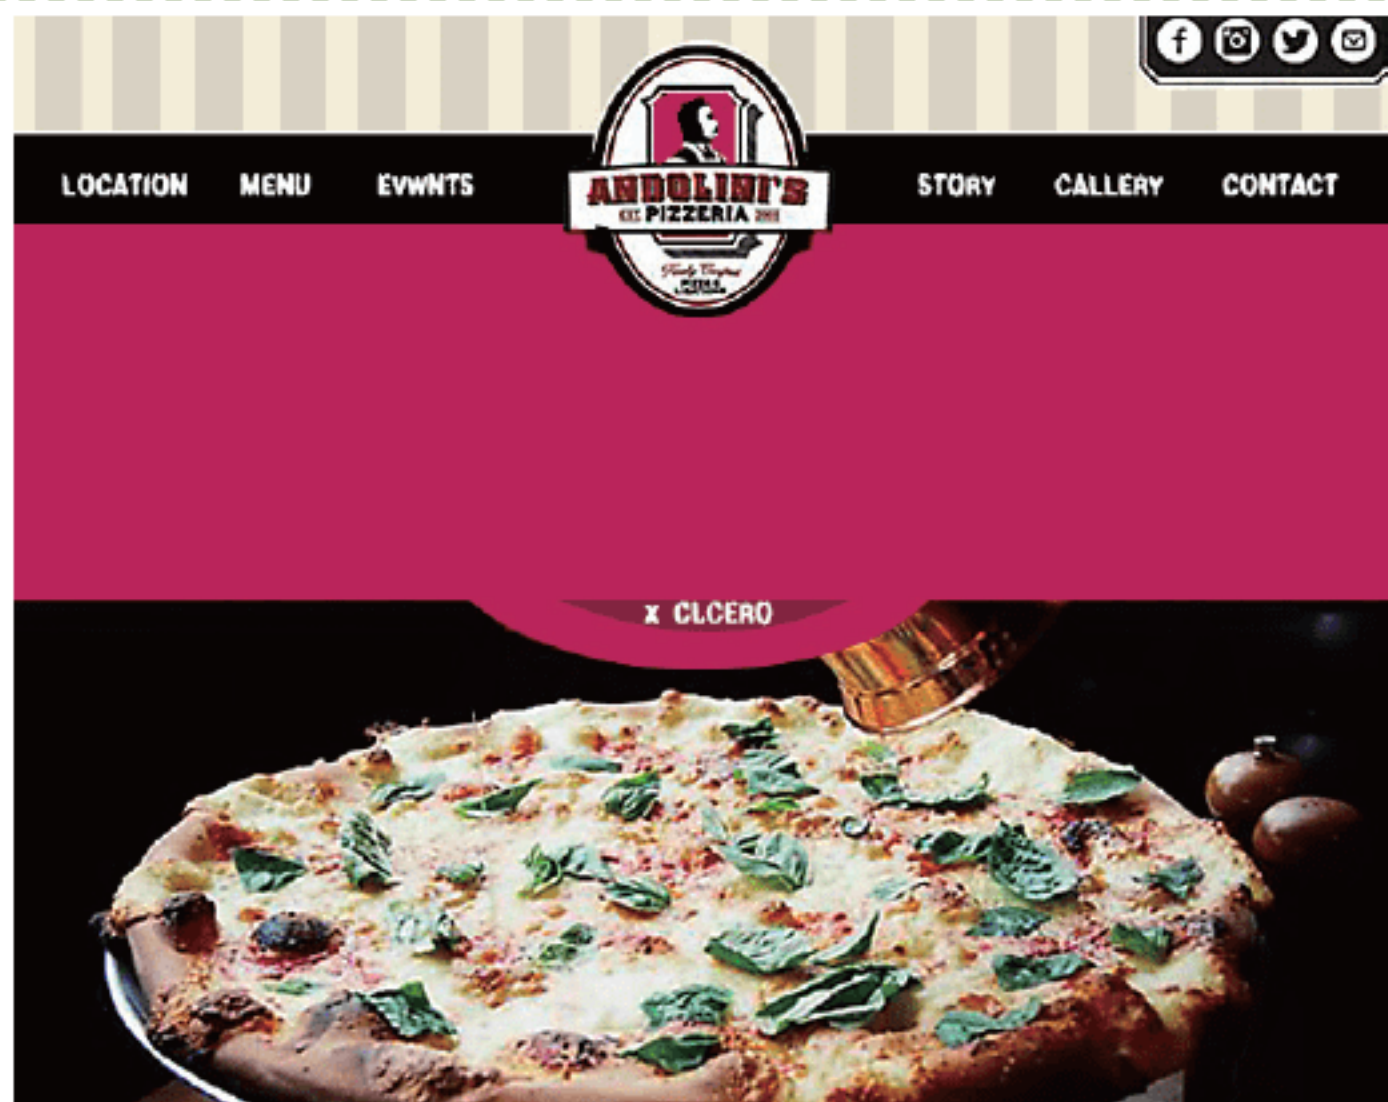 LOCATION MENU EVWNTS
ANDOLINI'S
PIZZERIA
STORY CALLERY CONTACT
X CLCERO